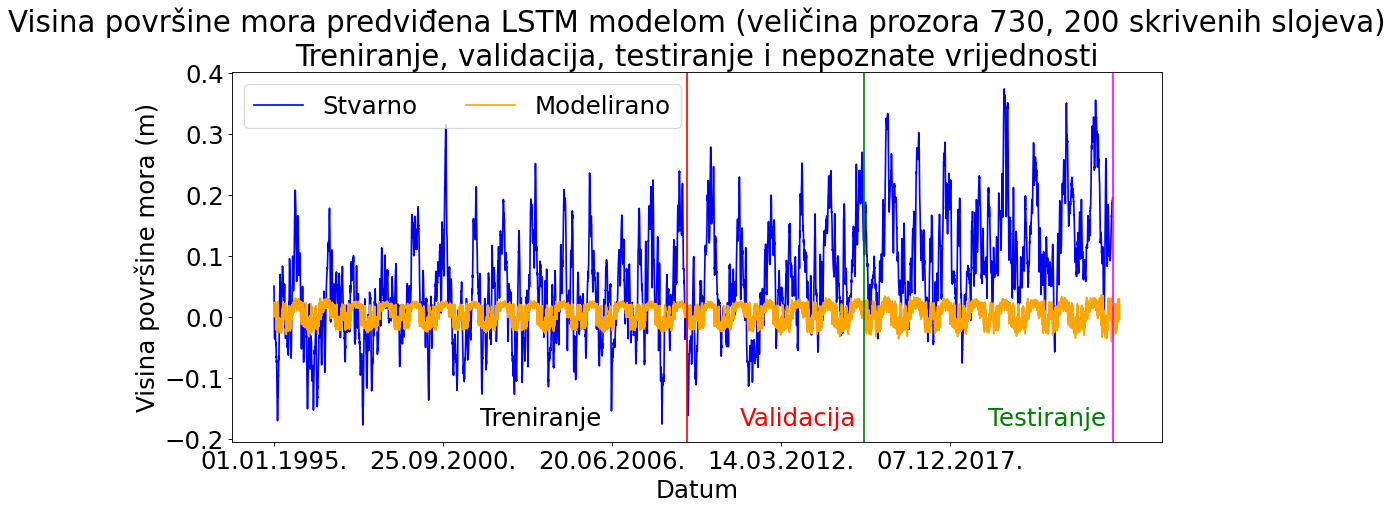 Visina površine mora predviđena LSTM modelom (veličina prozora 730, 200 skrivenih slojeva)
Treniranje, validacija, testiranje i nepoznate vrijednosti
Stvarno
Modelirano
Visina površine mora (m)
0.4
0.3
0.2
0.1
0.0
−0.1
−0.2
Treniranje
Validacija
Testiranje
01.01.1995.
25.09.2000.
20.06.2006.
14.03.2012.
07.12.2017.
Datum